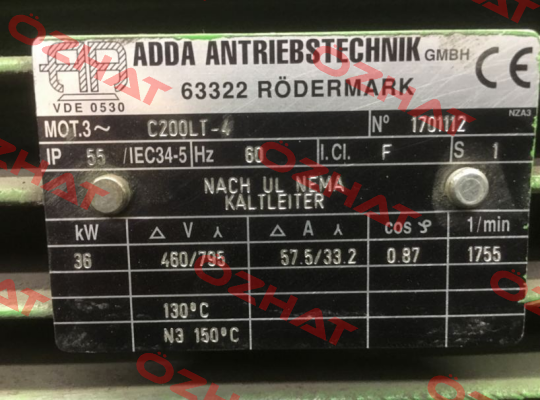 ADDA ANTRIEBSTECHNIK GMBH
63322 RÖDERMARK
CE
VDE 0530
NZA3
MOT.3~ C200LT-4 Nº 1701112
IP 55 /IEC34-5 Hz 60 I.Cl. F S 1
NACH UL NEMA
KALTLEITER
kW △ V ⅄ △ A ⅄ cos φ 1/min
36 460/795 57.5/33.2 0.87 1755
130°C
N3 150°C
OZHAT
OZHAT
OZHAT
OZHAT
OZHAT